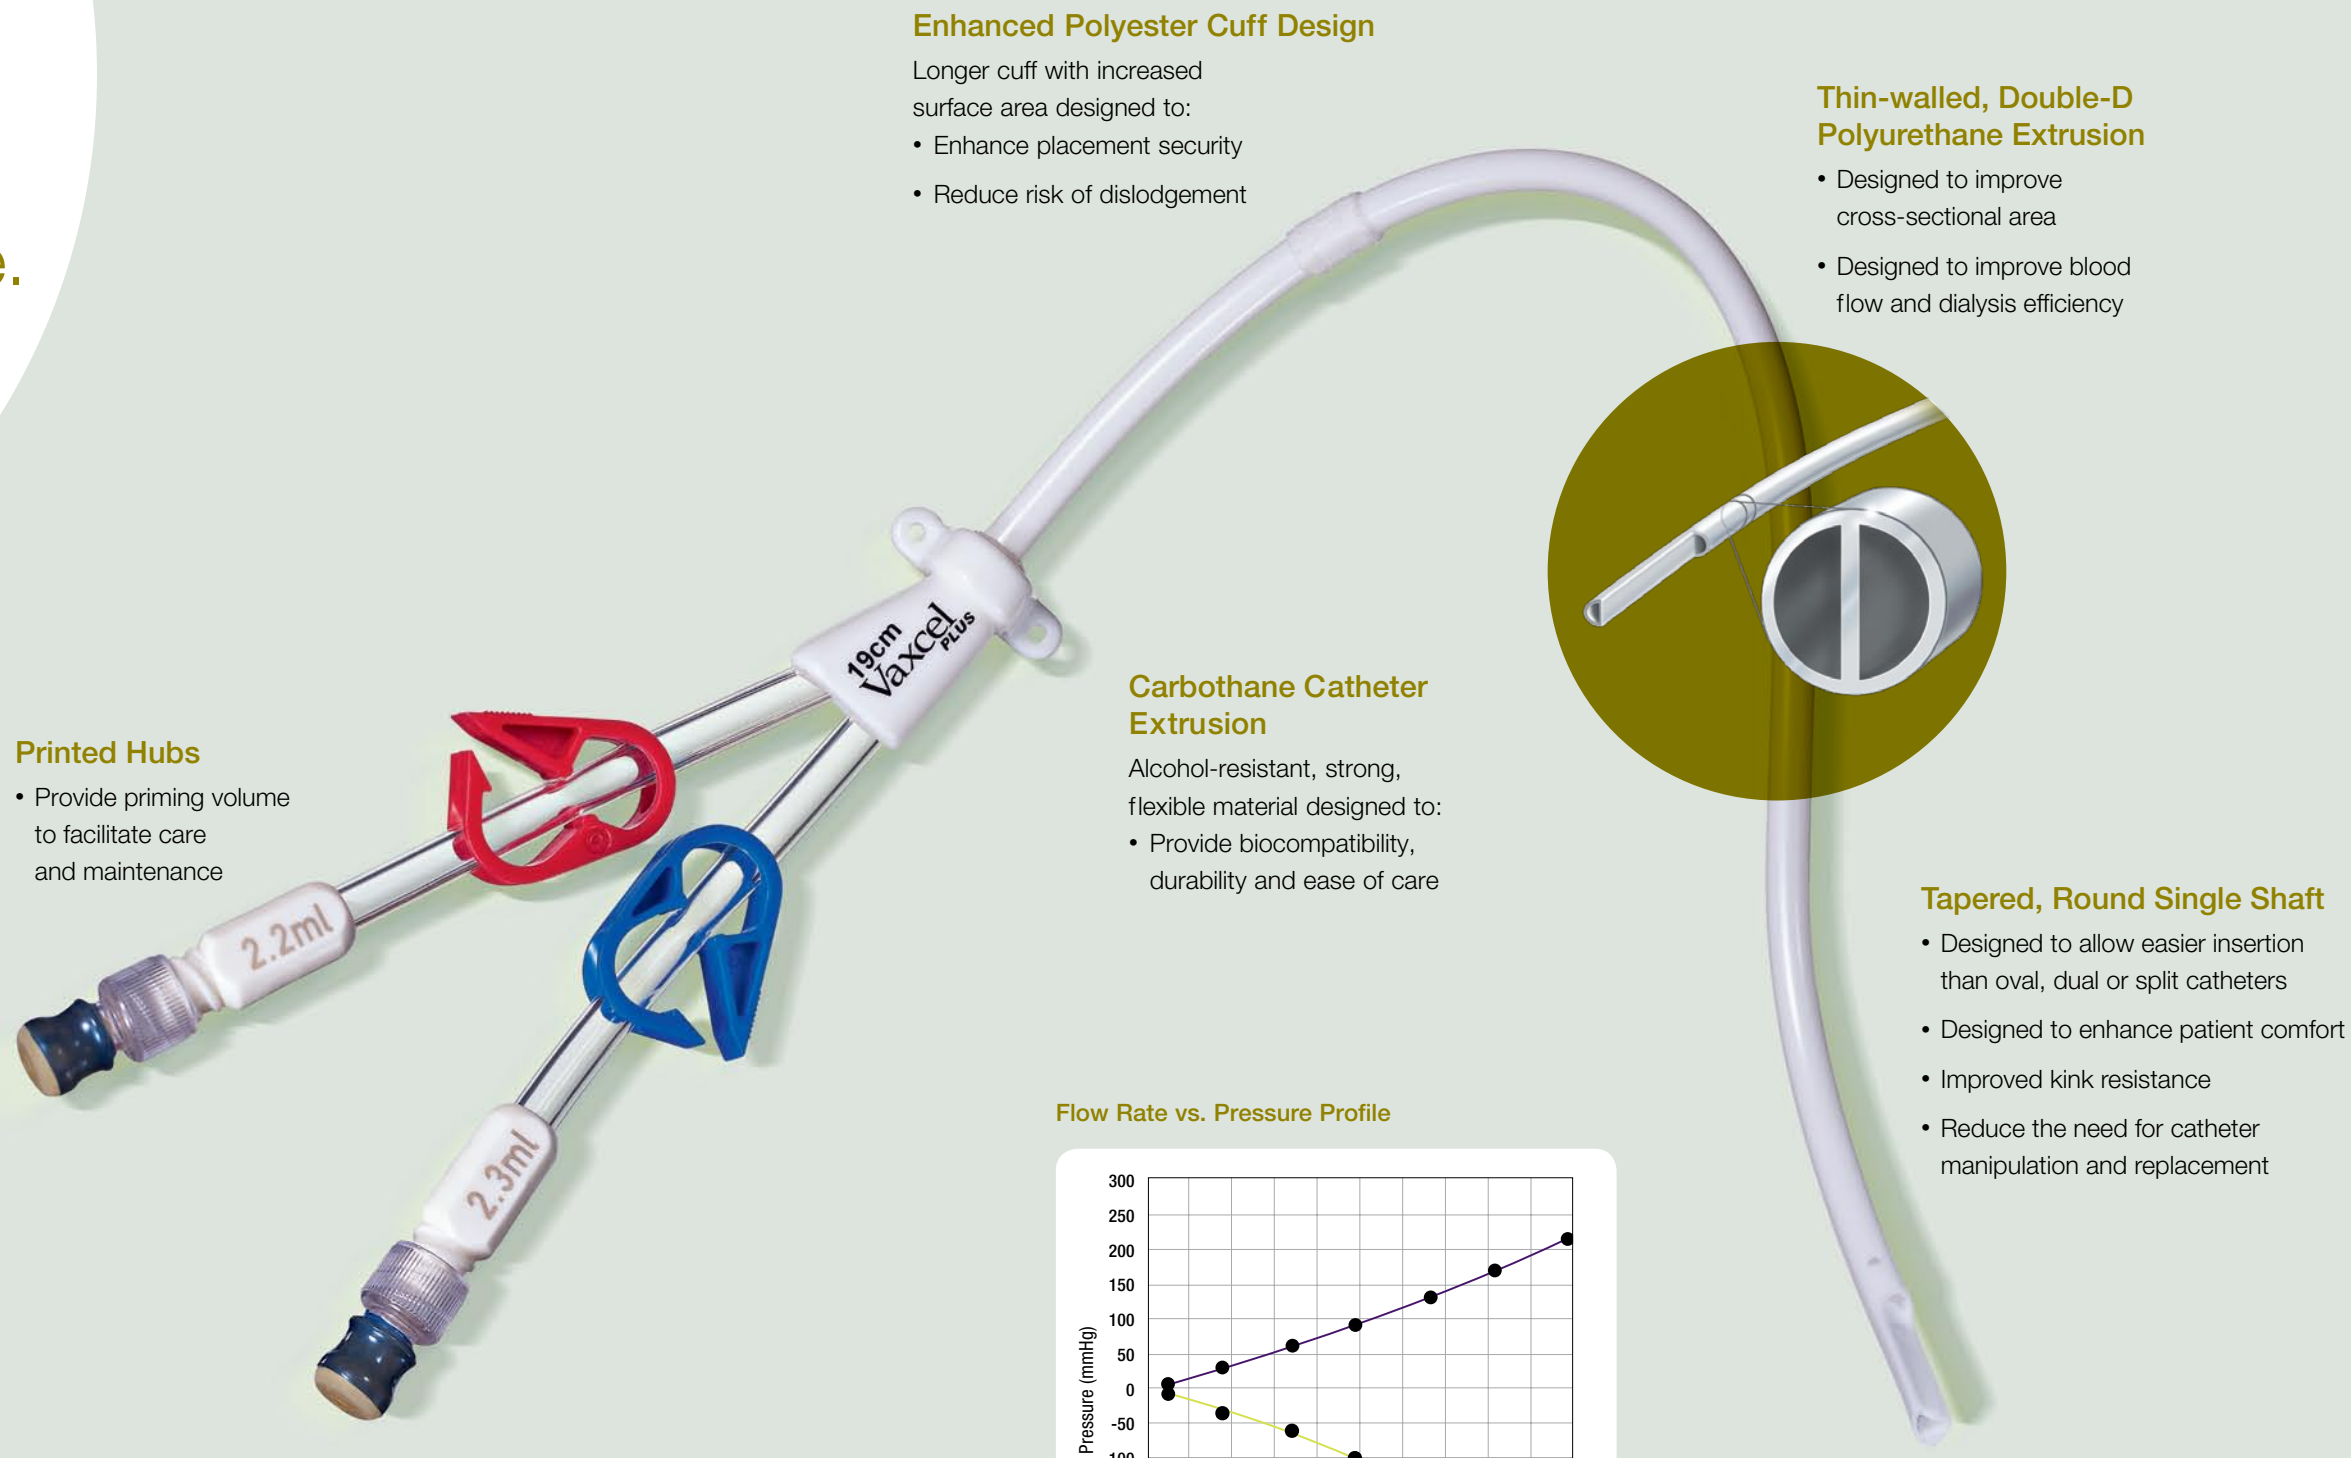 e.
Enhanced Polyester Cuff Design
Longer cuff with increased
surface area designed to:
• Enhance placement security
• Reduce risk of dislodgement
Thin-walled, Double-D
Polyurethane Extrusion
• Designed to improve
cross-sectional area
• Designed to improve blood
flow and dialysis efficiency
19cm
Vaxcel
PLUS
Carbothane Catheter
Extrusion
Alcohol-resistant, strong,
flexible material designed to:
• Provide biocompatibility,
durability and ease of care
Printed Hubs
• Provide priming volume
to facilitate care
and maintenance
2.2ml
2.3ml
Tapered, Round Single Shaft
• Designed to allow easier insertion
than oval, dual or split catheters
• Designed to enhance patient comfort
• Improved kink resistance
• Reduce the need for catheter
manipulation and replacement
Flow Rate vs. Pressure Profile
300
250
200
150
100
50
0
-50
Pressure (mmHg)